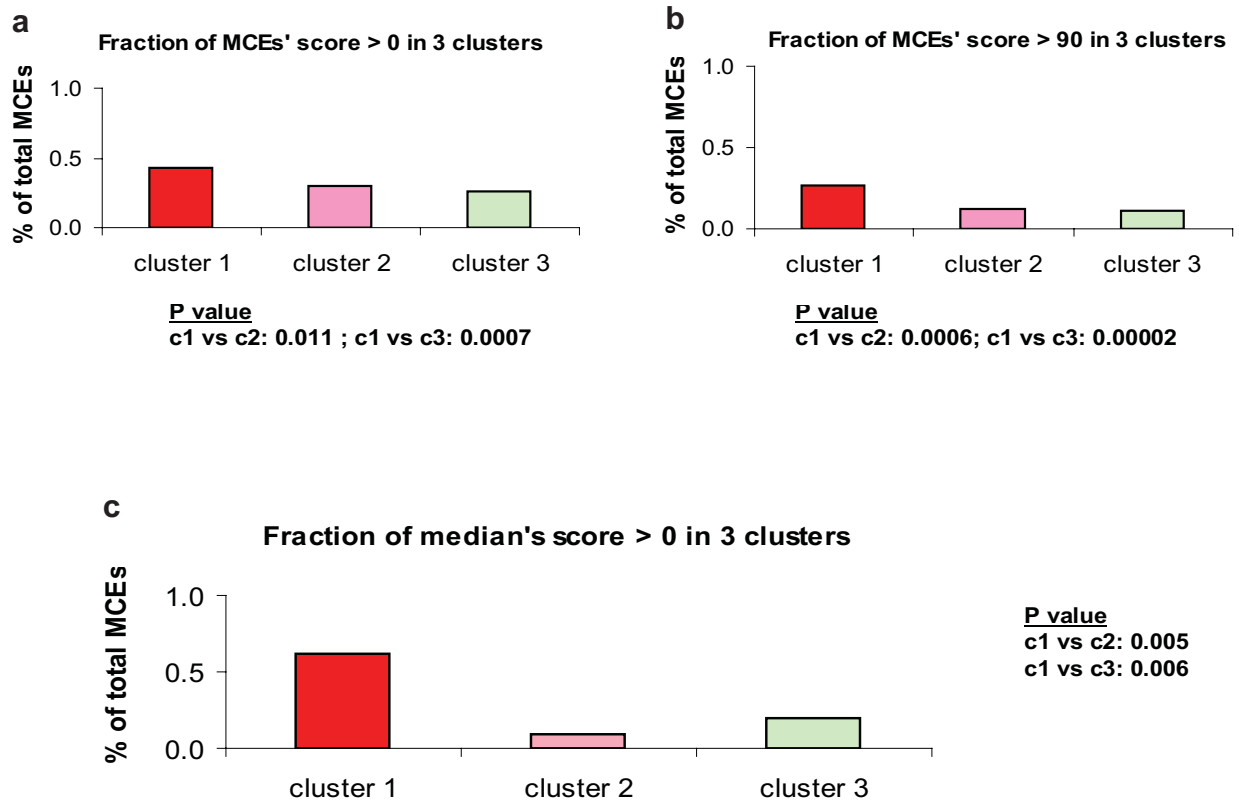 a
Fraction of MCEs' score > 0 in 3 clusters
% of total MCEs
1.0
0.5
0.0
cluster 1 cluster 2 cluster 3
P value
c1 vs c2: 0.011 ; c1 vs c3: 0.0007
b
Fraction of MCEs' score > 90 in 3 clusters
% of total MCEs
1.0
0.5
0.0
cluster 1 cluster 2 cluster 3
P value
c1 vs c2: 0.0006; c1 vs c3: 0.00002
c
Fraction of median's score > 0 in 3 clusters
% of total MCEs
1.0
0.5
0.0
cluster 1 cluster 2 cluster 3
P value
c1 vs c2: 0.005
c1 vs c3: 0.006